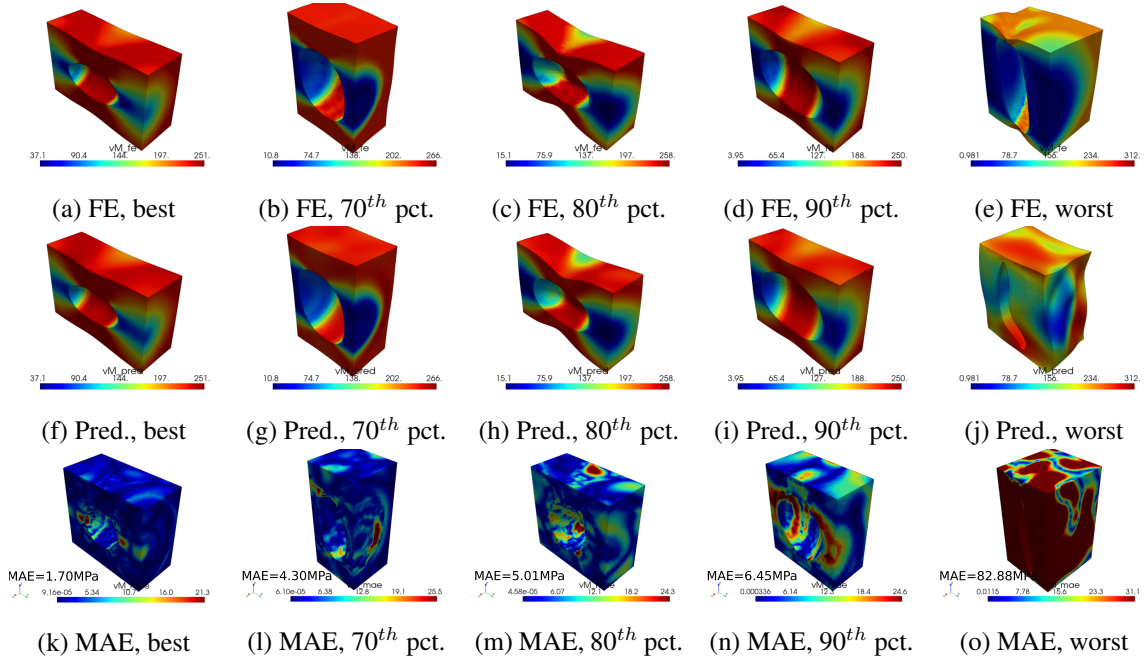 vM_fe vM_fe vM_fe vM_fe vM_fe
37.1 90.4 144. 197. 251. 10.8 74.7 138. 202. 266. 15.1 75.9 137. 197. 258. 3.95 65.4 127. 188. 250. 0.981 78.7 156. 234. 312.
(a) FE, best (b) FE, 70th pct. (c) FE, 80th pct. (d) FE, 90th pct. (e) FE, worst
vM_pred vM_pred vM_pred vM_pred vM_pred
37.1 90.4 144. 197. 251. 10.8 74.7 138. 202. 266. 15.1 75.9 137. 197. 258. 3.95 65.4 127. 188. 250. 0.981 78.7 156. 234. 312.
(f) Pred., best (g) Pred., 70th pct. (h) Pred., 80th pct. (i) Pred., 90th pct. (j) Pred., worst
MAE=1.70MPa MAE=4.30MPa MAE=5.01MPa MAE=6.45MPa MAE=82.88MPa
9.16e-05 5.34 10.7 16.0 21.3 6.10e-05 6.38 12.8 19.1 25.5 4.58e-05 6.07 12.1 18.2 24.3 0.000336 6.14 12.3 18.4 24.6 0.0115 7.78 15.6 23.3 31.1
(k) MAE, best (l) MAE, 70th pct. (m) MAE, 80th pct. (n) MAE, 90th pct. (o) MAE, worst